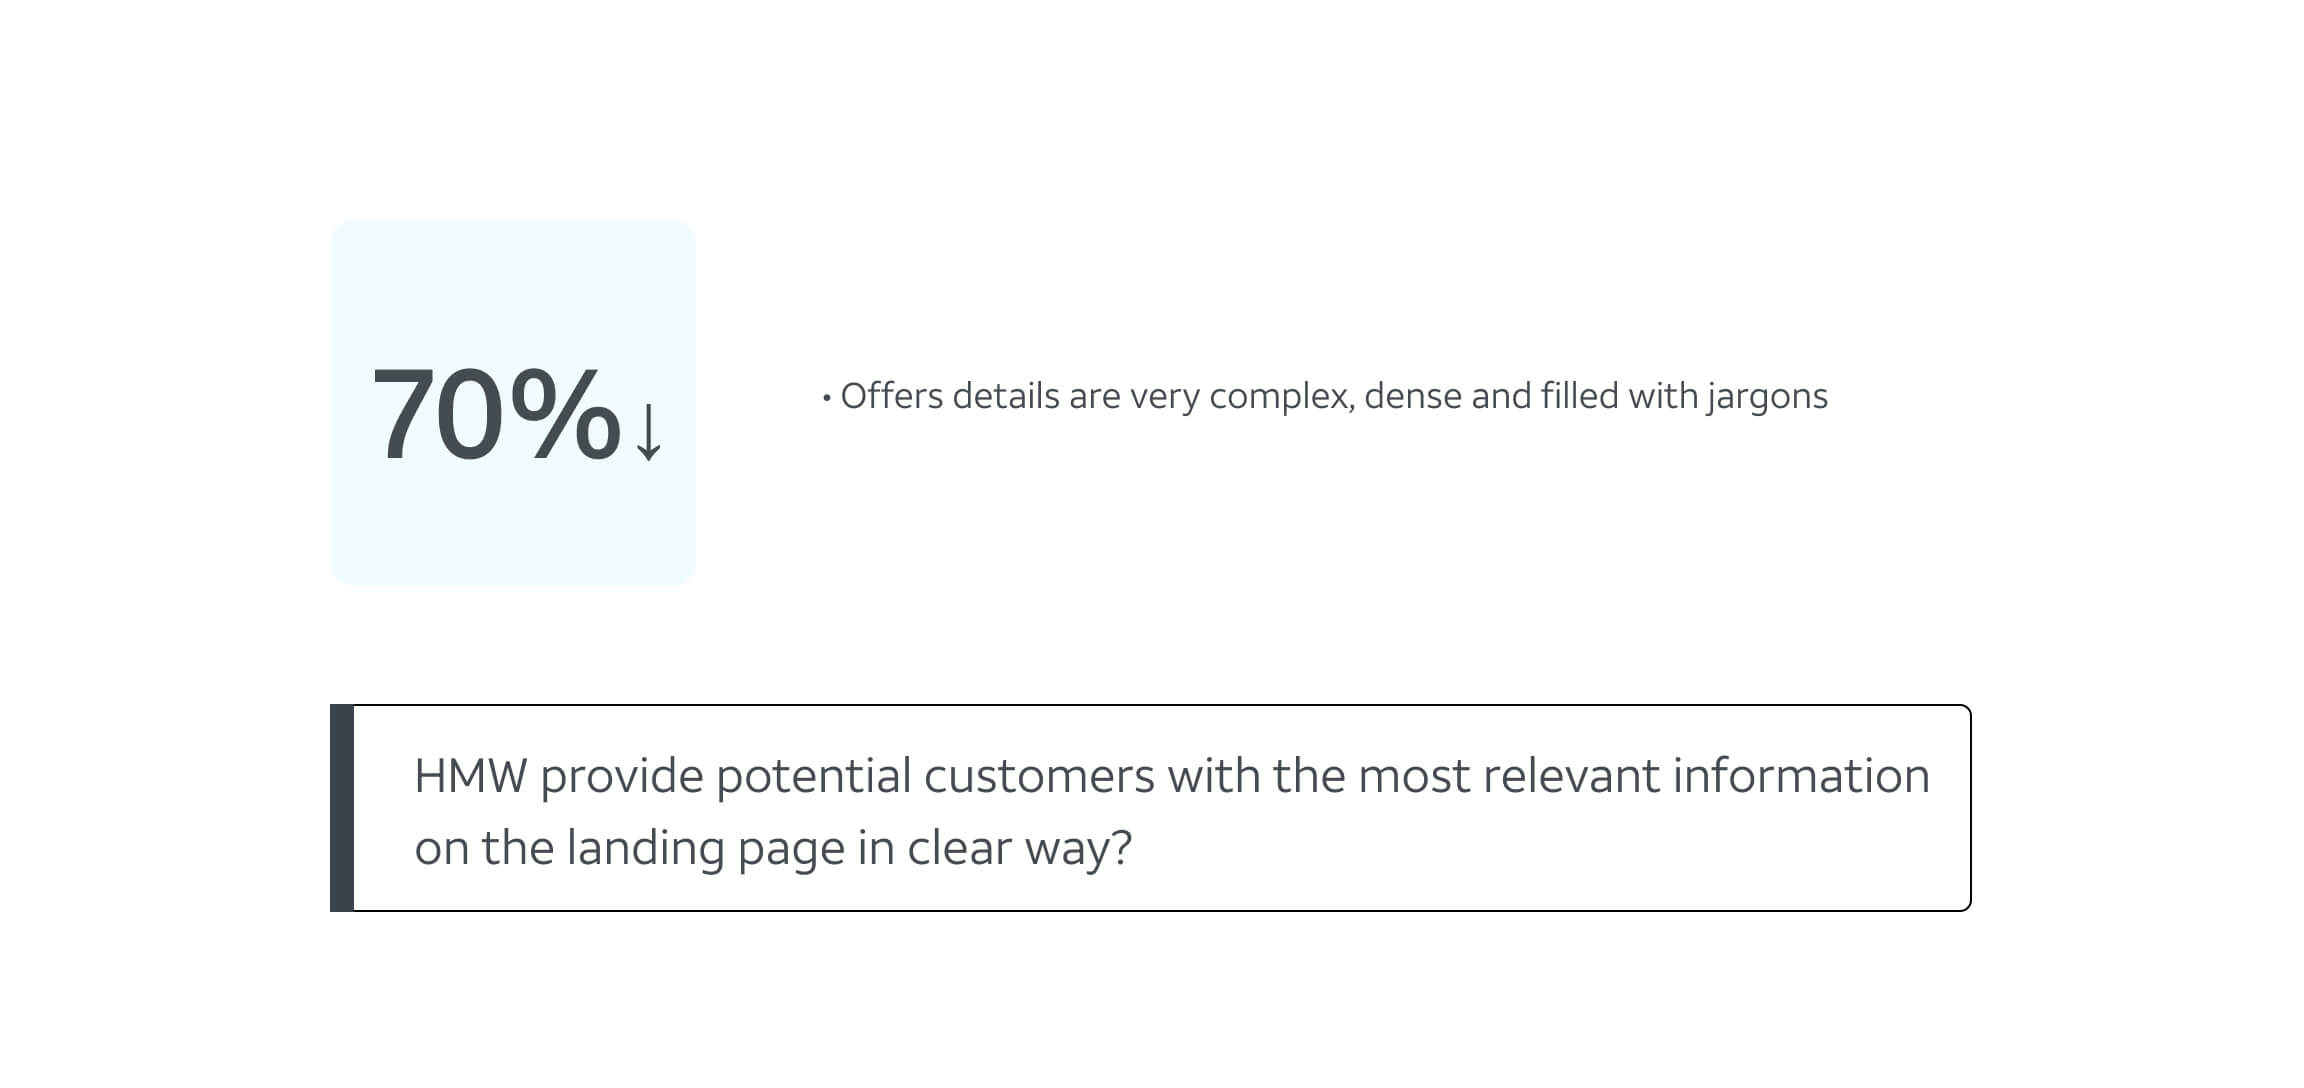 70%↓
• Offers details are very complex, dense and filled with jargons
HMW provide potential customers with the most relevant information
on the landing page in clear way?